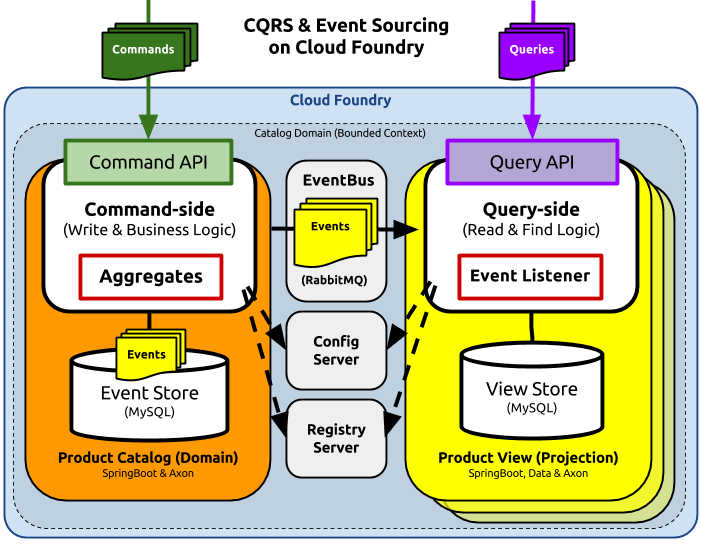 CQRS & Event Sourcing
on Cloud Foundry
Commands
Queries
Cloud Foundry
Catalog Domain (Bounded Context)
Command API
Command-side
(Write & Business Logic)
Aggregates
Events
Event Store
(MySQL)
Product Catalog (Domain)
SpringBoot & Axon
EventBus
Events
(RabbitMQ)
Config
Server
Registry
Server
Query API
Query-side
(Read & Find Logic)
Event Listener
View Store
(MySQL)
Product View (Projection)
SpringBoot, Data & Axon